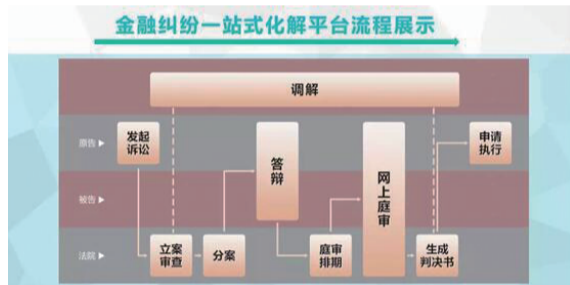 金融纠纷一站式化解平台流程展示
调解
原告
发起
诉讼
答辩
网上庭审
申请
执行
被告
法院
立案
审查
分案
庭审
排期
生成
判决书